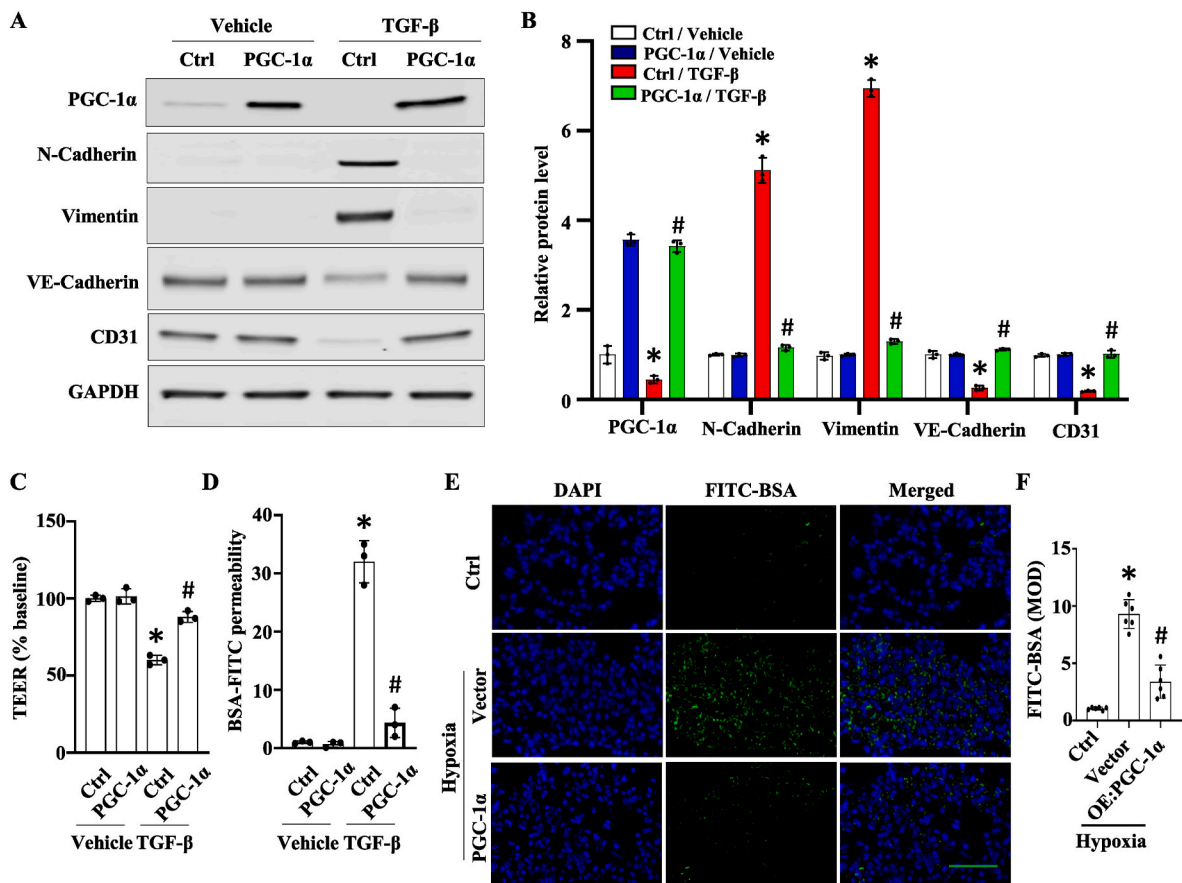 A
Vehicle TGF-β
Ctrl PGC-1α Ctrl PGC-1α
PGC-1α
N-Cadherin
Vimentin
VE-Cadherin
CD31
GAPDH
B
Ctrl / Vehicle
PGC-1α / Vehicle
Ctrl / TGF-β
PGC-1α / TGF-β
Relative protein level
8
6
4
2
0
* # * # * # * # * #
PGC-1α N-Cadherin Vimentin VE-Cadherin CD31
C
TEER (% baseline)
150
100
50
0
* #
Ctrl PGC-1α Ctrl PGC-1α
Vehicle TGF-β
D
BSA-FITC permeability
40
30
20
10
0
* #
Ctrl PGC-1α Ctrl PGC-1α
Vehicle TGF-β
E
DAPI FITC-BSA Merged
Ctrl
Vector
PGC-1α
Hypoxia
F
FITC-BSA (MOD)
15
10
5
0
* #
Ctrl Vector OE:PGC-1α
Hypoxia